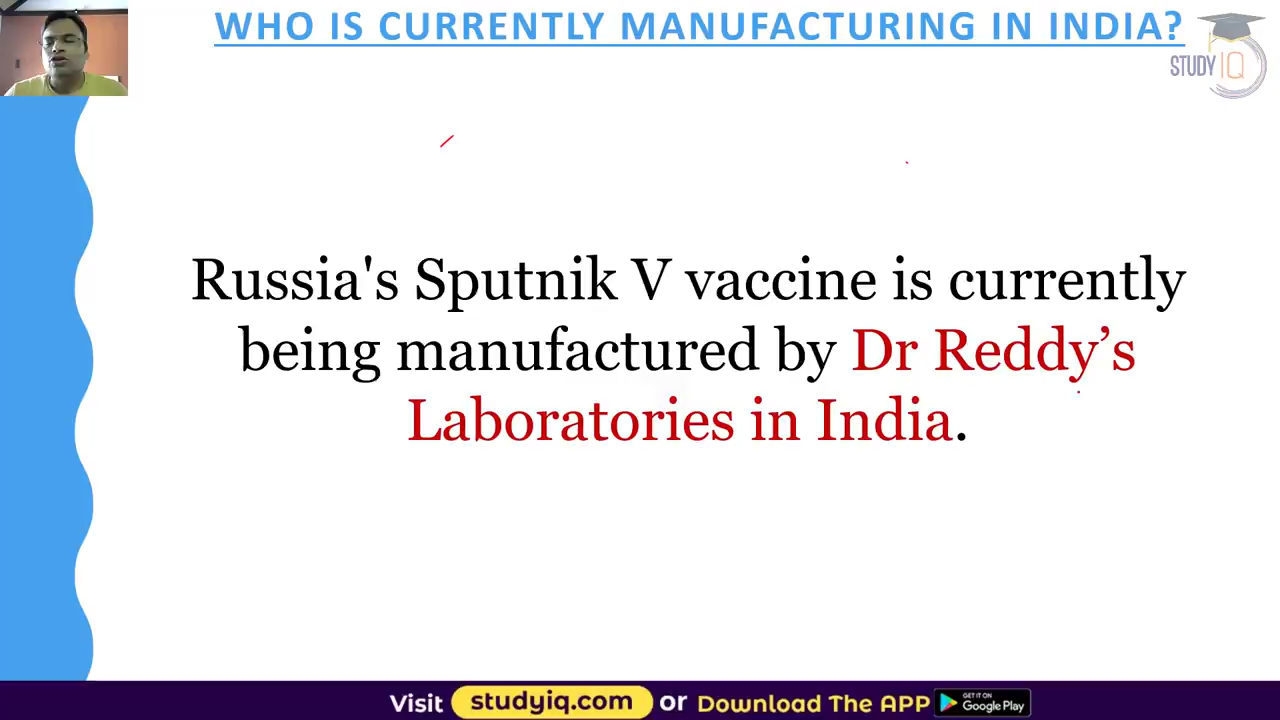 WHO IS CURRENTLY MANUFACTURING IN INDIA?
STUDY IQ
Russia's Sputnik V vaccine is currently
being manufactured by Dr Reddy’s
Laboratories in India.
Visit studyiq.com or Download The APP GET IT ON Google Play